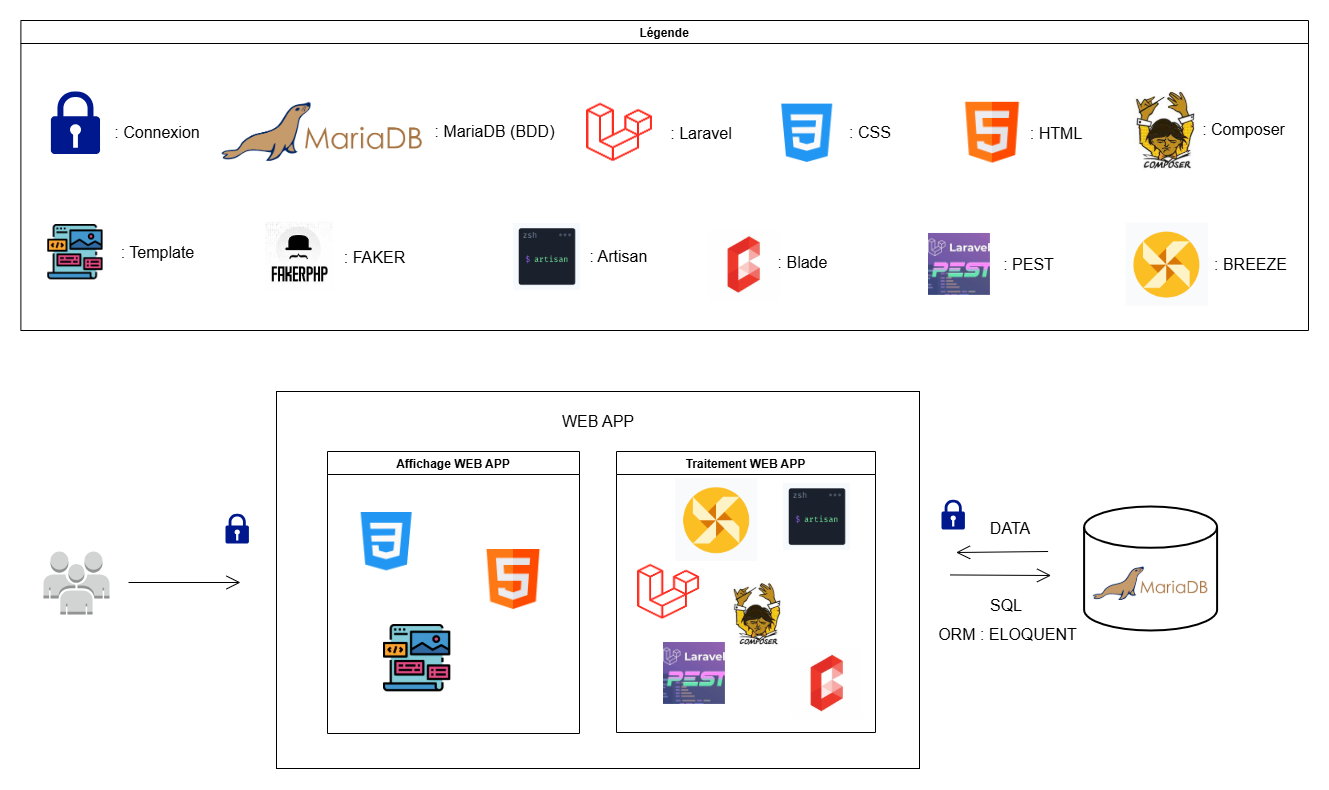 Légende
: Connexion
MariaDB
: MariaDB (BDD)
: Laravel
: CSS
: HTML
COMPOSER
: Composer
: Template
FAKERPHP
: FAKER
zsh
$ artisan
: Artisan
: Blade
Laravel
PEST
: PEST
: BREEZE
WEB APP
Affichage WEB APP
Traitement WEB APP
zsh
$ artisan
COMPOSER
Laravel
PEST
DATA
SQL
ORM : ELOQUENT
MariaDB